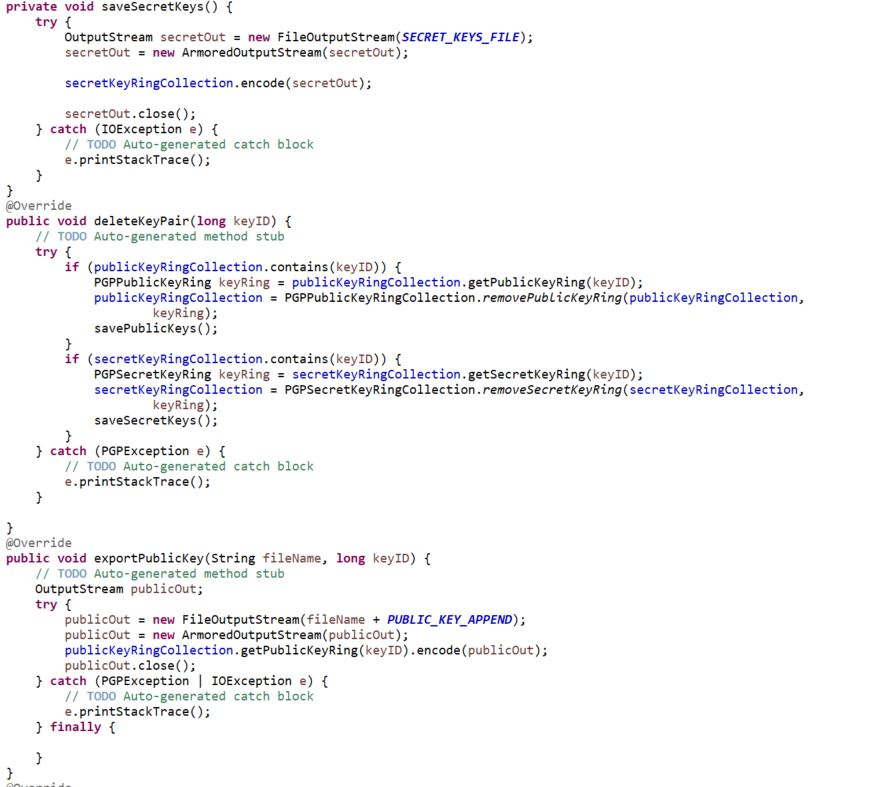 private void saveSecretKeys() {
    try {
        OutputStream secretOut = new FileOutputStream(SECRET_KEYS_FILE);
        secretOut = new ArmoredOutputStream(secretOut);

        secretKeyRingCollection.encode(secretOut);

        secretOut.close();
    } catch (IOException e) {
        // TODO Auto-generated catch block
        e.printStackTrace();
    }
}
@Override
public void deleteKeyPair(long keyID) {
    // TODO Auto-generated method stub
    try {
        if (publicKeyRingCollection.contains(keyID)) {
            PGPPublicKeyRing keyRing = publicKeyRingCollection.getPublicKeyRing(keyID);
            publicKeyRingCollection = PGPPublicKeyRingCollection.removePublicKeyRing(publicKeyRingCollection,
                    keyRing);
            savePublicKeys();
        }
        if (secretKeyRingCollection.contains(keyID)) {
            PGPSecretKeyRing keyRing = secretKeyRingCollection.getSecretKeyRing(keyID);
            secretKeyRingCollection = PGPSecretKeyRingCollection.removeSecretKeyRing(secretKeyRingCollection,
                    keyRing);
            saveSecretKeys();
        }
    } catch (PGPException e) {
        // TODO Auto-generated catch block
        e.printStackTrace();
    }

}
@Override
public void exportPublicKey(String fileName, long keyID) {
    // TODO Auto-generated method stub
    OutputStream publicOut;
    try {
        publicOut = new FileOutputStream(fileName + PUBLIC_KEY_APPEND);
        publicOut = new ArmoredOutputStream(publicOut);
        publicKeyRingCollection.getPublicKeyRing(keyID).encode(publicOut);
        publicOut.close();
    } catch (PGPException | IOException e) {
        // TODO Auto-generated catch block
        e.printStackTrace();
    } finally {

    }
}
@Override